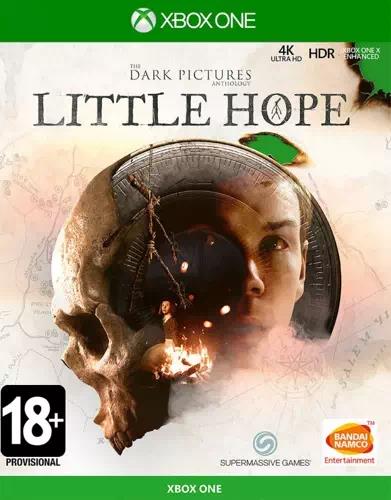 XBOX ONE
4K
ULTRA HD
HDR
XBOX ONE X
ENHANCED
THE
DARK PICTURES
ANTHOLOGY
LITTLE HOPE
18+
PROVISIONAL
SUPERMASSIVE GAMES
BANDAI
NAMCO
TM
Entertainment
XBOX ONE